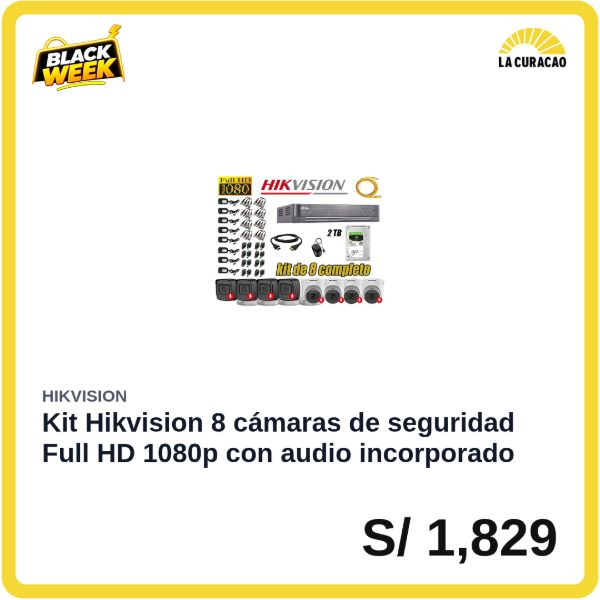 BLACK
WEEK
LA CURACAO
Full HD
1080
HIKVISION
2 TB
kit de 8 completo
HIKVISION
Kit Hikvision 8 cámaras de seguridad
Full HD 1080p con audio incorporado
S/ 1,829